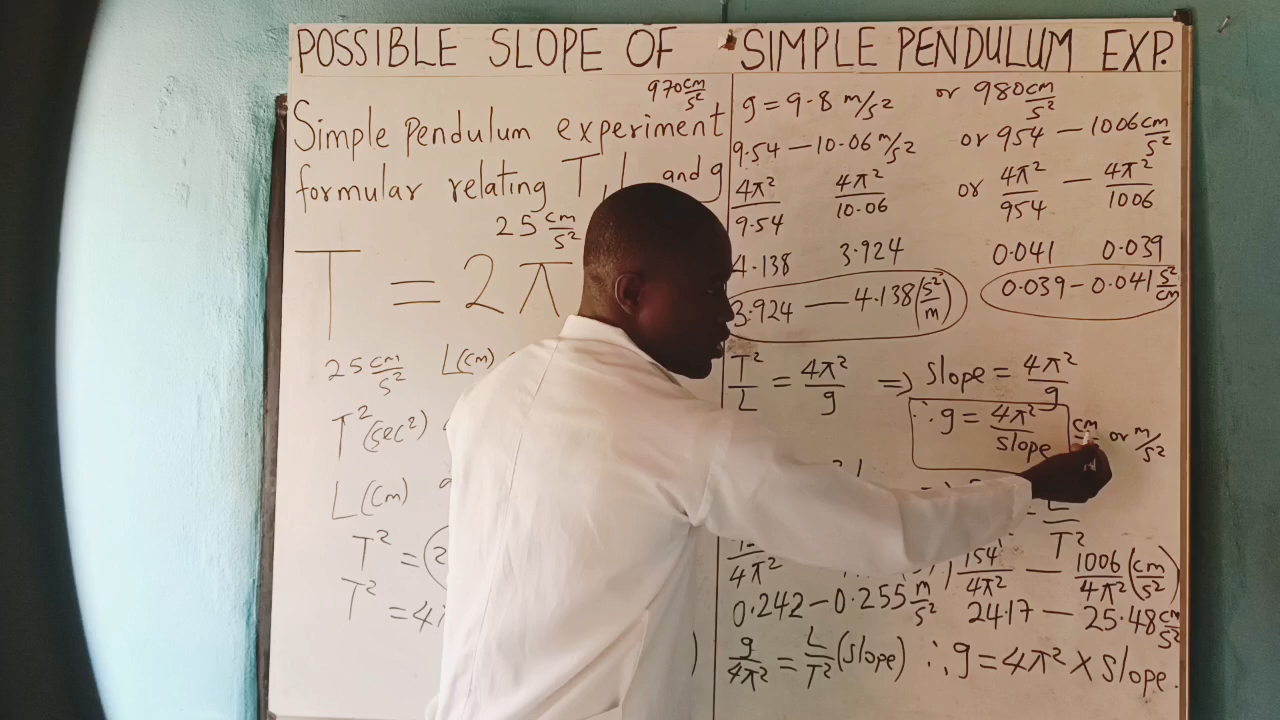 POSSIBLE SLOPE OF SIMPLE PENDULUM EXP.
970 cm/s²
Simple pendulum experiment
formular relating T, L and g
25 cm/s²
T = 2π
25 cm/s² L(cm)
T² (sec²)
L(cm)
T² = (2
T² = 4π
g = 9.8 m/s² or 980 cm/s²
9.54 — 10.06 m/s² or 954 — 1006 cm/s²
4π²/9.54 4π²/10.06 or 4π²/954 — 4π²/1006
4.138 3.924 0.041 0.039
3.924 — 4.138 (s²/m) 0.039 – 0.041 s²/cm
T²/L = 4π²/g => slope = 4π²/g
∴ g = 4π²/slope cm or m/s²
L/T²
4π² 154/4π² — 1006/4π² (cm/s²)
0.242 – 0.255 m/s² 24.17 — 25.48 cm/s²
g/4π² = L/T² (slope) ∴ g = 4π² x slope.